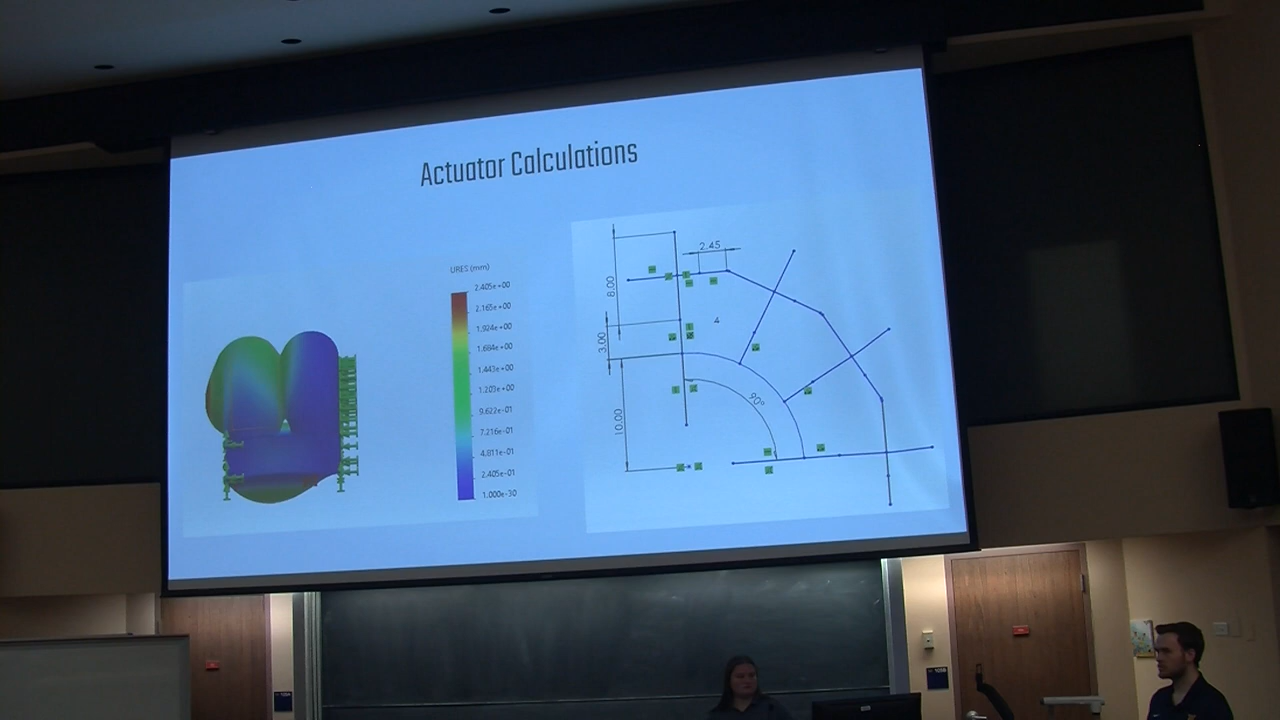 Actuator Calculations
URES (mm)
2.405e+00
2.165e+00
1.924e+00
1.684e+00
1.443e+00
1.203e+00
9.622e-01
7.216e-01
4.811e-01
2.405e-01
1.000e-30
2.45
8.00
4
3.00
90°
10.00